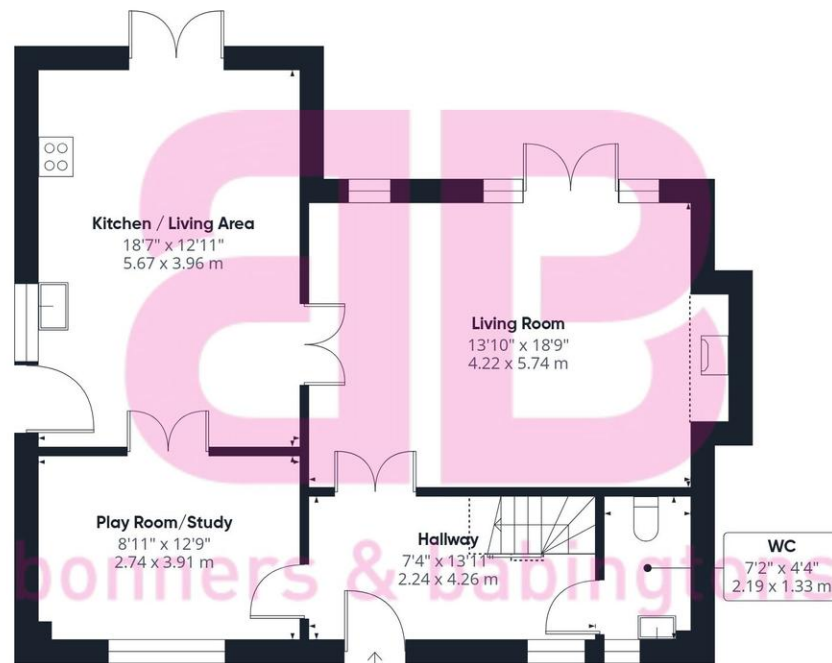 Kitchen / Living Area
18'7" x 12'11"
5.67 x 3.96 m
Living Room
13'10" x 18'9"
4.22 x 5.74 m
Play Room/Study
8'11" x 12'9"
2.74 x 3.91 m
Hallway
7'4" x 13'11"
2.24 x 4.26 m
WC
7'2" x 4'4"
2.19 x 1.33 m
bonners & babingtons